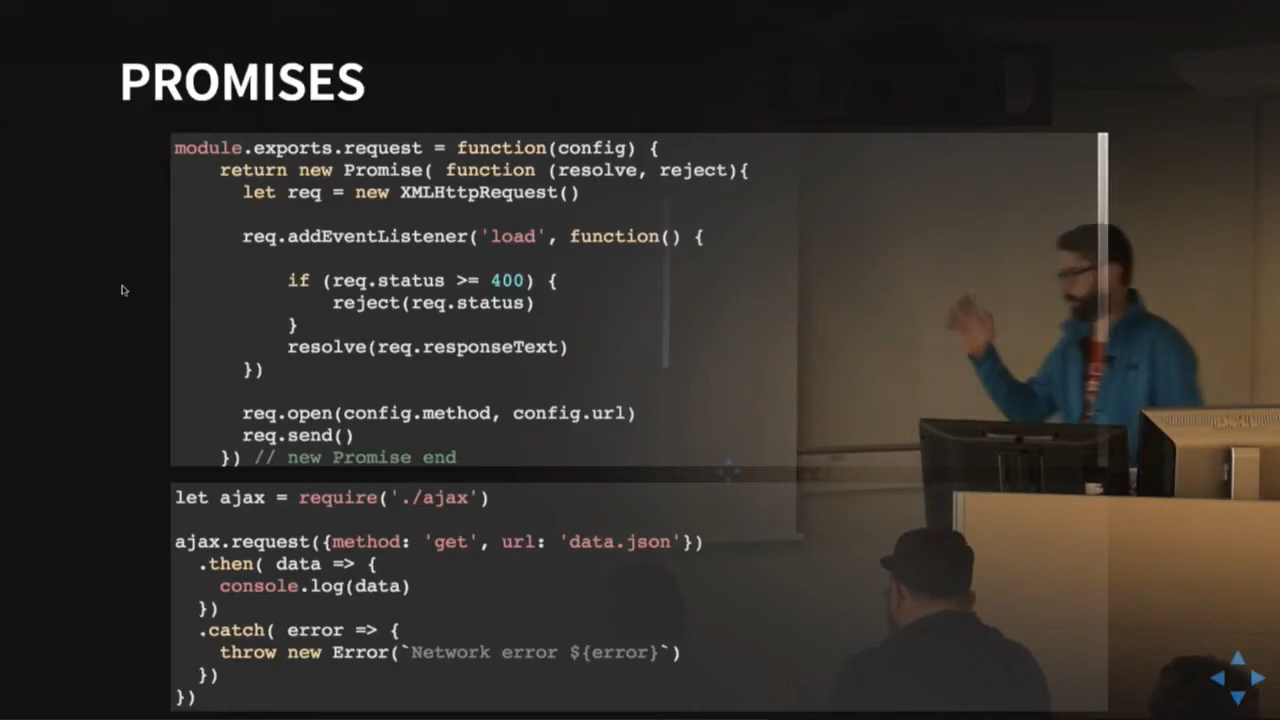 PROMISES
module.exports.request = function(config) {
    return new Promise( function (resolve, reject){
      let req = new XMLHttpRequest()
      req.addEventListener('load', function() {
          if (req.status >= 400) {
              reject(req.status)
          }
          resolve(req.responseText)
      })
      req.open(config.method, config.url)
      req.send()
    }) // new Promise end
let ajax = require('./ajax')
ajax.request({method: 'get', url: 'data.json'})
  .then( data => {
    console.log(data)
  })
  .catch( error => {
    throw new Error(`Network error ${error}`)
  })
})